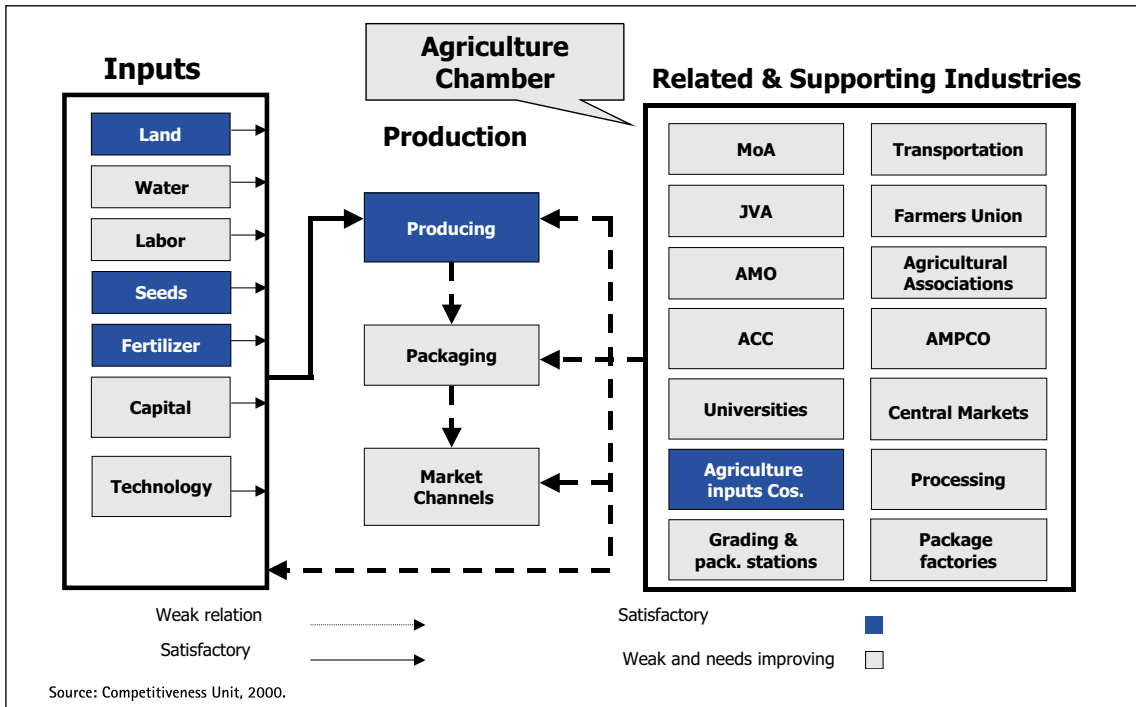 Agriculture
Chamber
Inputs
Related & Supporting Industries
Production
Land
Water
Labor
Seeds
Fertilizer
Capital
Technology
Producing
Packaging
Market
Channels
MoA
Transportation
JVA
Farmers Union
AMO
Agricultural
Associations
ACC
AMPCO
Universities
Central Markets
Agriculture
inputs Cos.
Processing
Grading &
pack. stations
Package
factories
Weak relation
Satisfactory
Satisfactory
Weak and needs improving
Source: Competitiveness Unit, 2000.